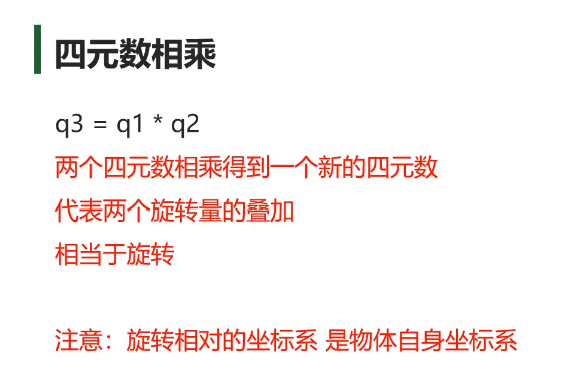 四元数相乘
q3 = q1 * q2
两个四元数相乘得到一个新的四元数
代表两个旋转量的叠加
相当于旋转
注意：旋转相对的坐标系 是物体自身坐标系